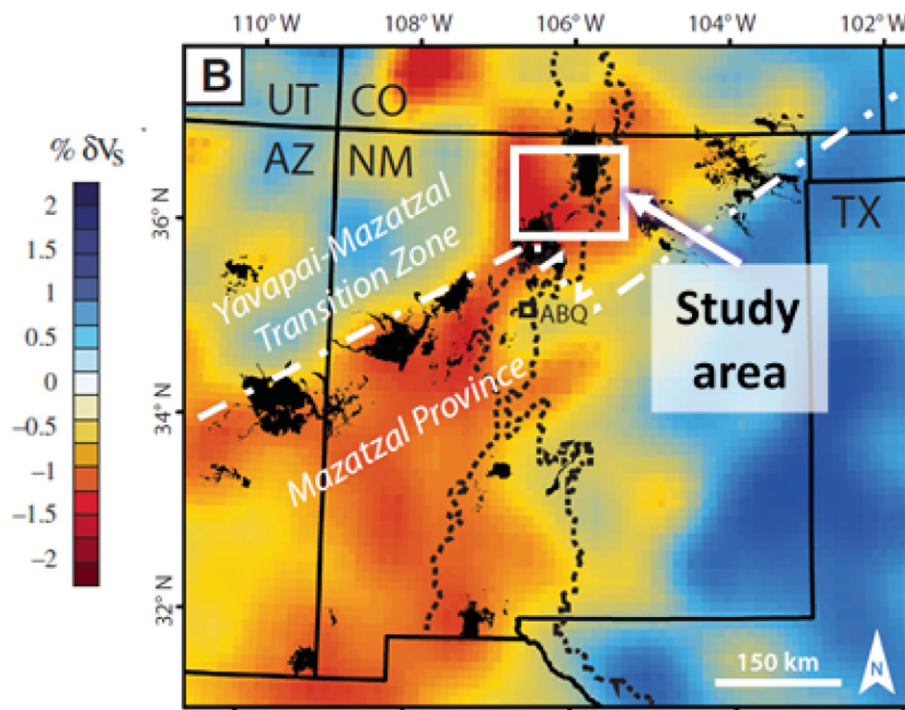 110° W 108° W 106° W 104° W 102° W
B
UT CO
AZ NM
TX
% δVS
2
1.5
1
0.5
0
−0.5
−1
−1.5
−2
36° N
34° N
32° N
Yavapai-Mazatzal
Transition Zone
Mazatzal Province
ABQ
Study
area
150 km
N